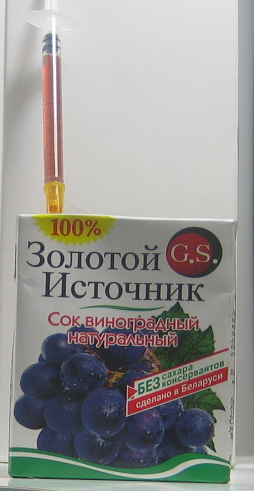 100%
Золотой
G.S.
Источник
Сок виноградный
натуральный
БЕЗ сахара
консервантов
сделано в Беларуси